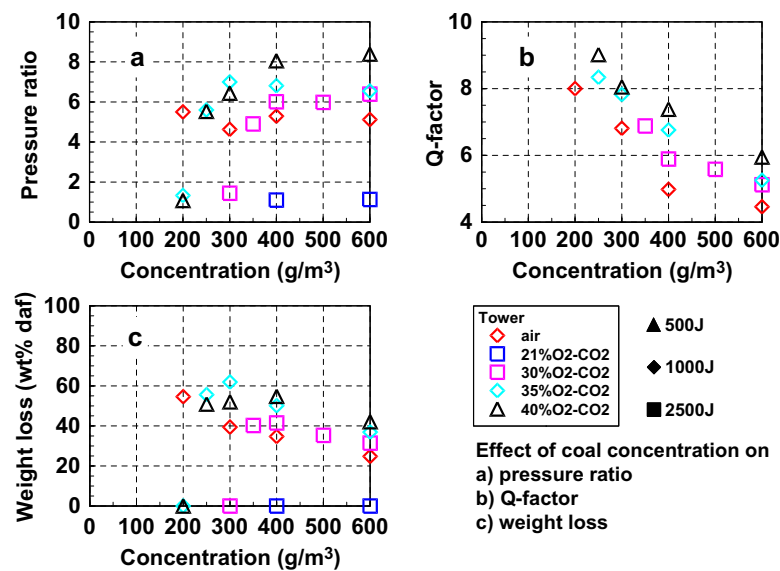 a
Pressure ratio
10
8
6
4
2
0
0 100 200 300 400 500 600
Concentration (g/m³)
b
Q-factor
10
8
6
4
0 100 200 300 400 500 600
Concentration (g/m³)
c
Weight loss (wt% daf)
100
80
60
40
20
0
0 100 200 300 400 500 600
Concentration (g/m³)
Tower
air
21%O2-CO2
30%O2-CO2
35%O2-CO2
40%O2-CO2
500J
1000J
2500J
Effect of coal concentration on
a) pressure ratio
b) Q-factor
c) weight loss